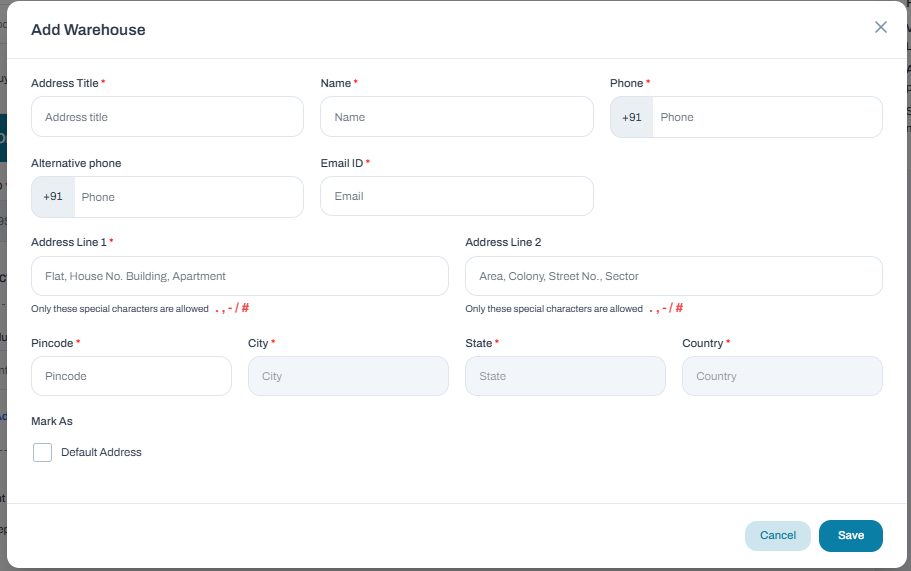 Add Warehouse
Address Title * Name * Phone *
Address title Name +91 Phone
Alternative phone Email ID *
+91 Phone Email
Address Line 1 * Address Line 2
Flat, House No. Building, Apartment Area, Colony, Street No., Sector
Only these special characters are allowed . , - / # Only these special characters are allowed . , - / #
Pincode * City * State * Country *
Pincode City State Country
Mark As
Default Address
Cancel Save